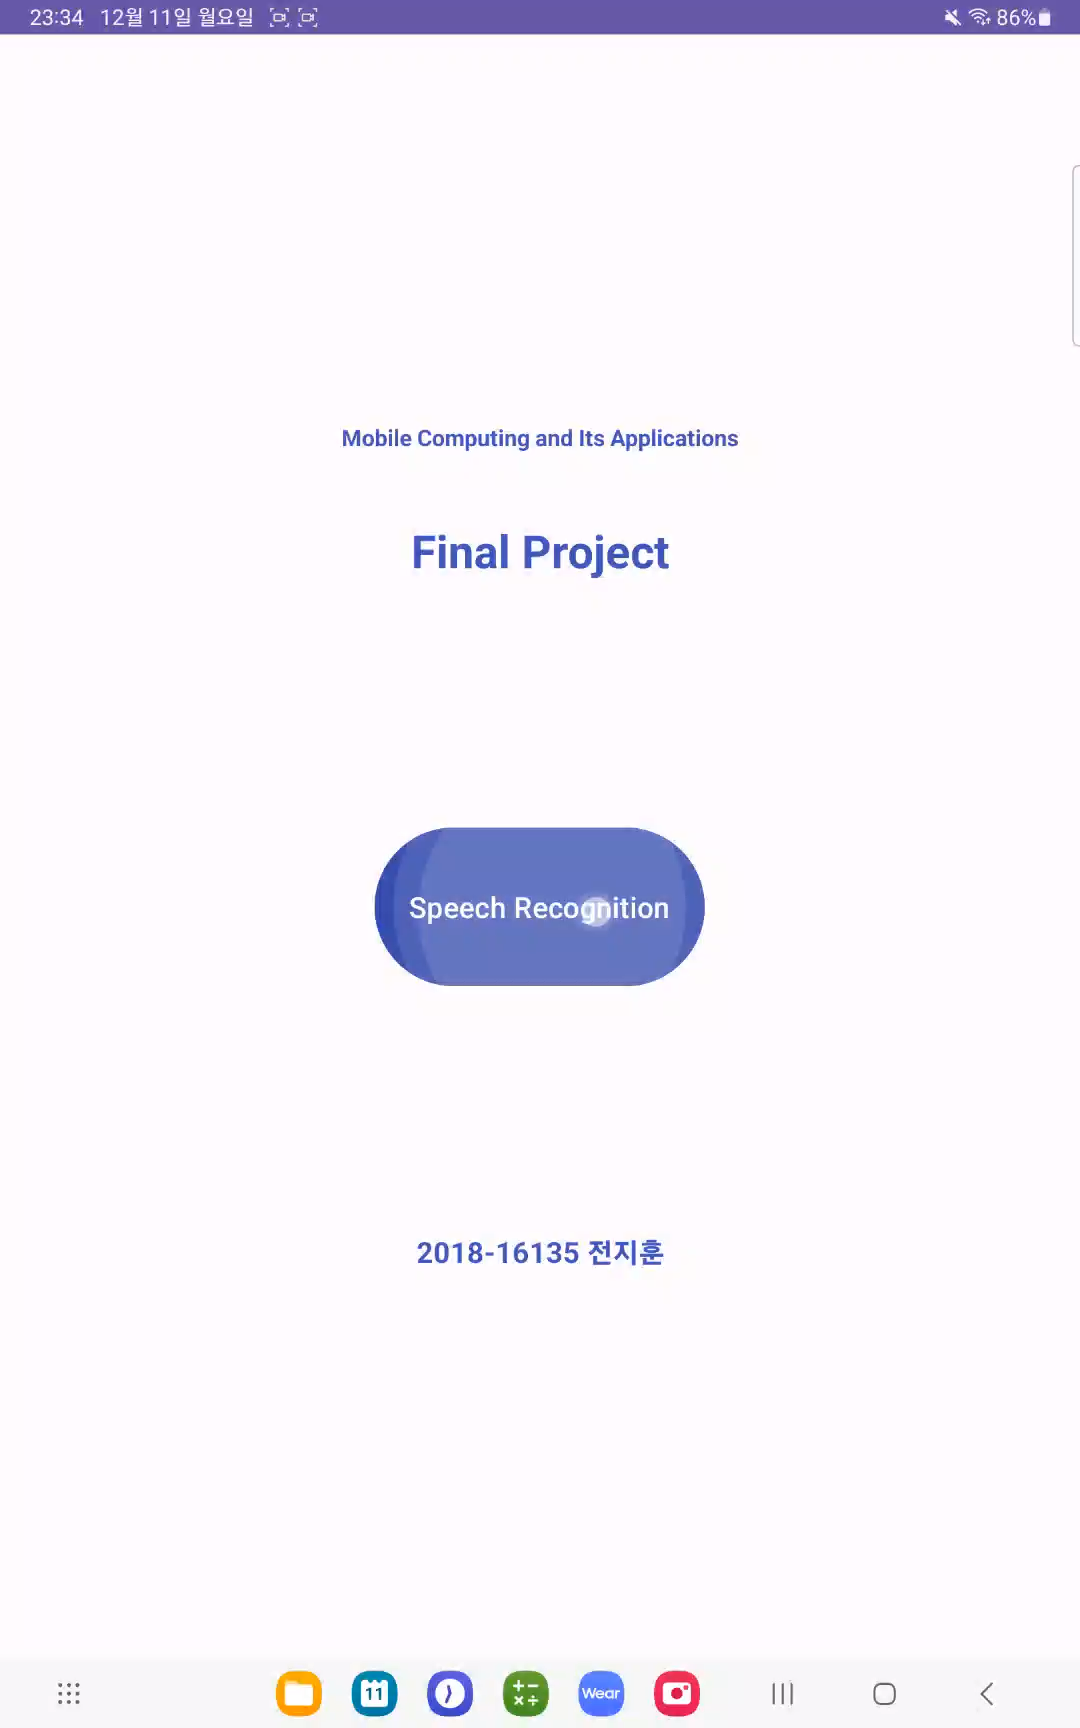 23:34 12월 11일 월요일 86%
Mobile Computing and Its Applications
Final Project
Speech Recognition
2018-16135 전지훈
11 Wear